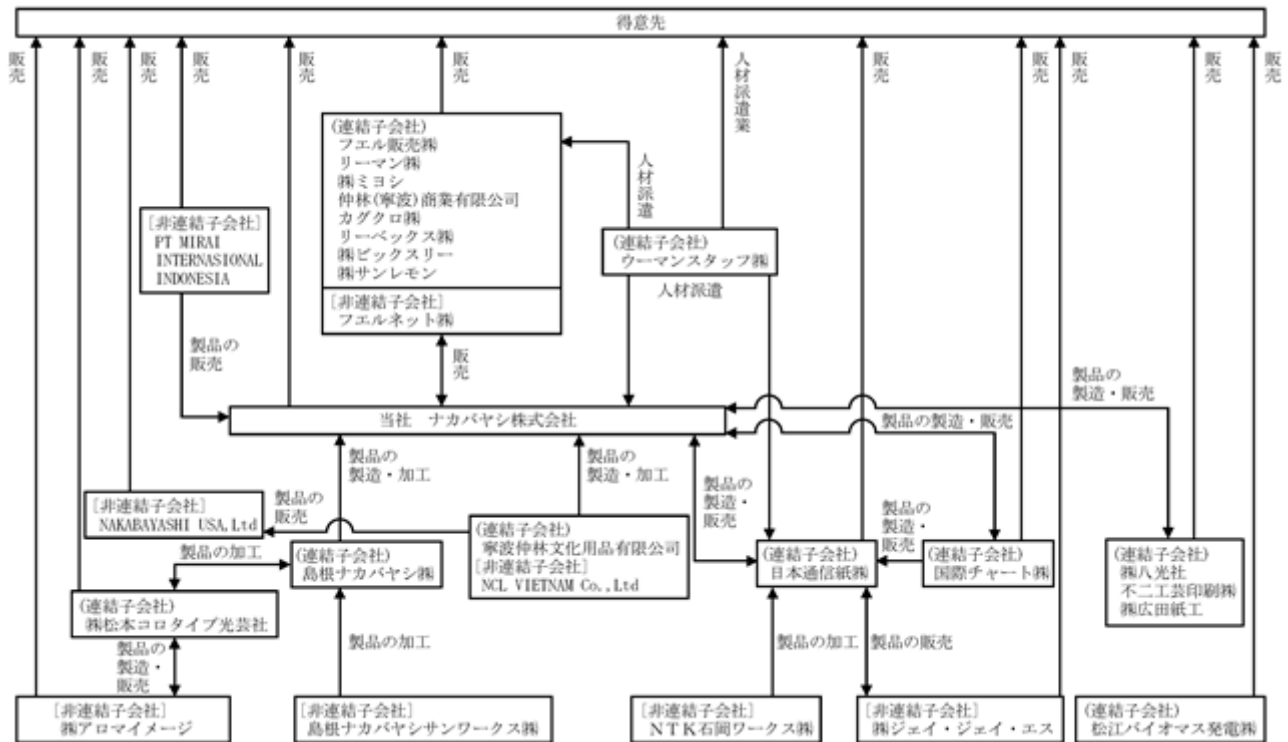 得意先
販売
販売
販売
販売
販売
販売
人材派遣業
販売
販売
販売
販売
販売
(連結子会社)
フエル販売㈱
リーマン㈱
㈱ミヨシ
仲林(寧波)商業有限公司
カグクロ㈱
リーベックス㈱
㈱ビックスリー
㈱サンレモン
[非連結子会社]
フエルネット㈱
人材派遣
[非連結子会社]
PT MIRAI
INTERNASIONAL
INDONESIA
(連結子会社)
ウーマンスタッフ㈱
人材派遣
製品の
販売
販売
製品の
製造・販売
当社 ナカバヤシ株式会社
製品の製造・販売
製品の
製造・加工
製品の
製造・加工
製品の
製造・
販売
製品の
製造・
販売
[非連結子会社]
NAKABAYASHI USA,Ltd
製品の
販売
(連結子会社)
寧波仲林文化用品有限公司
[非連結子会社]
NCL VIETNAM Co.,Ltd
製品の加工
(連結子会社)
島根ナカバヤシ㈱
(連結子会社)
日本通信紙㈱
(連結子会社)
国際チャート㈱
(連結子会社)
㈱八光社
不二工芸印刷㈱
㈱広田紙工
(連結子会社)
㈱松本コロタイプ光芸社
製品の
製造・
販売
製品の加工
製品の加工
製品の販売
[非連結子会社]
㈱アロマイメージ
[非連結子会社]
島根ナカバヤシサンワークス㈱
[非連結子会社]
NTK石岡ワークス㈱
[非連結子会社]
㈱ジェイ・ジェイ・エス
(連結子会社)
松江バイオマス発電㈱